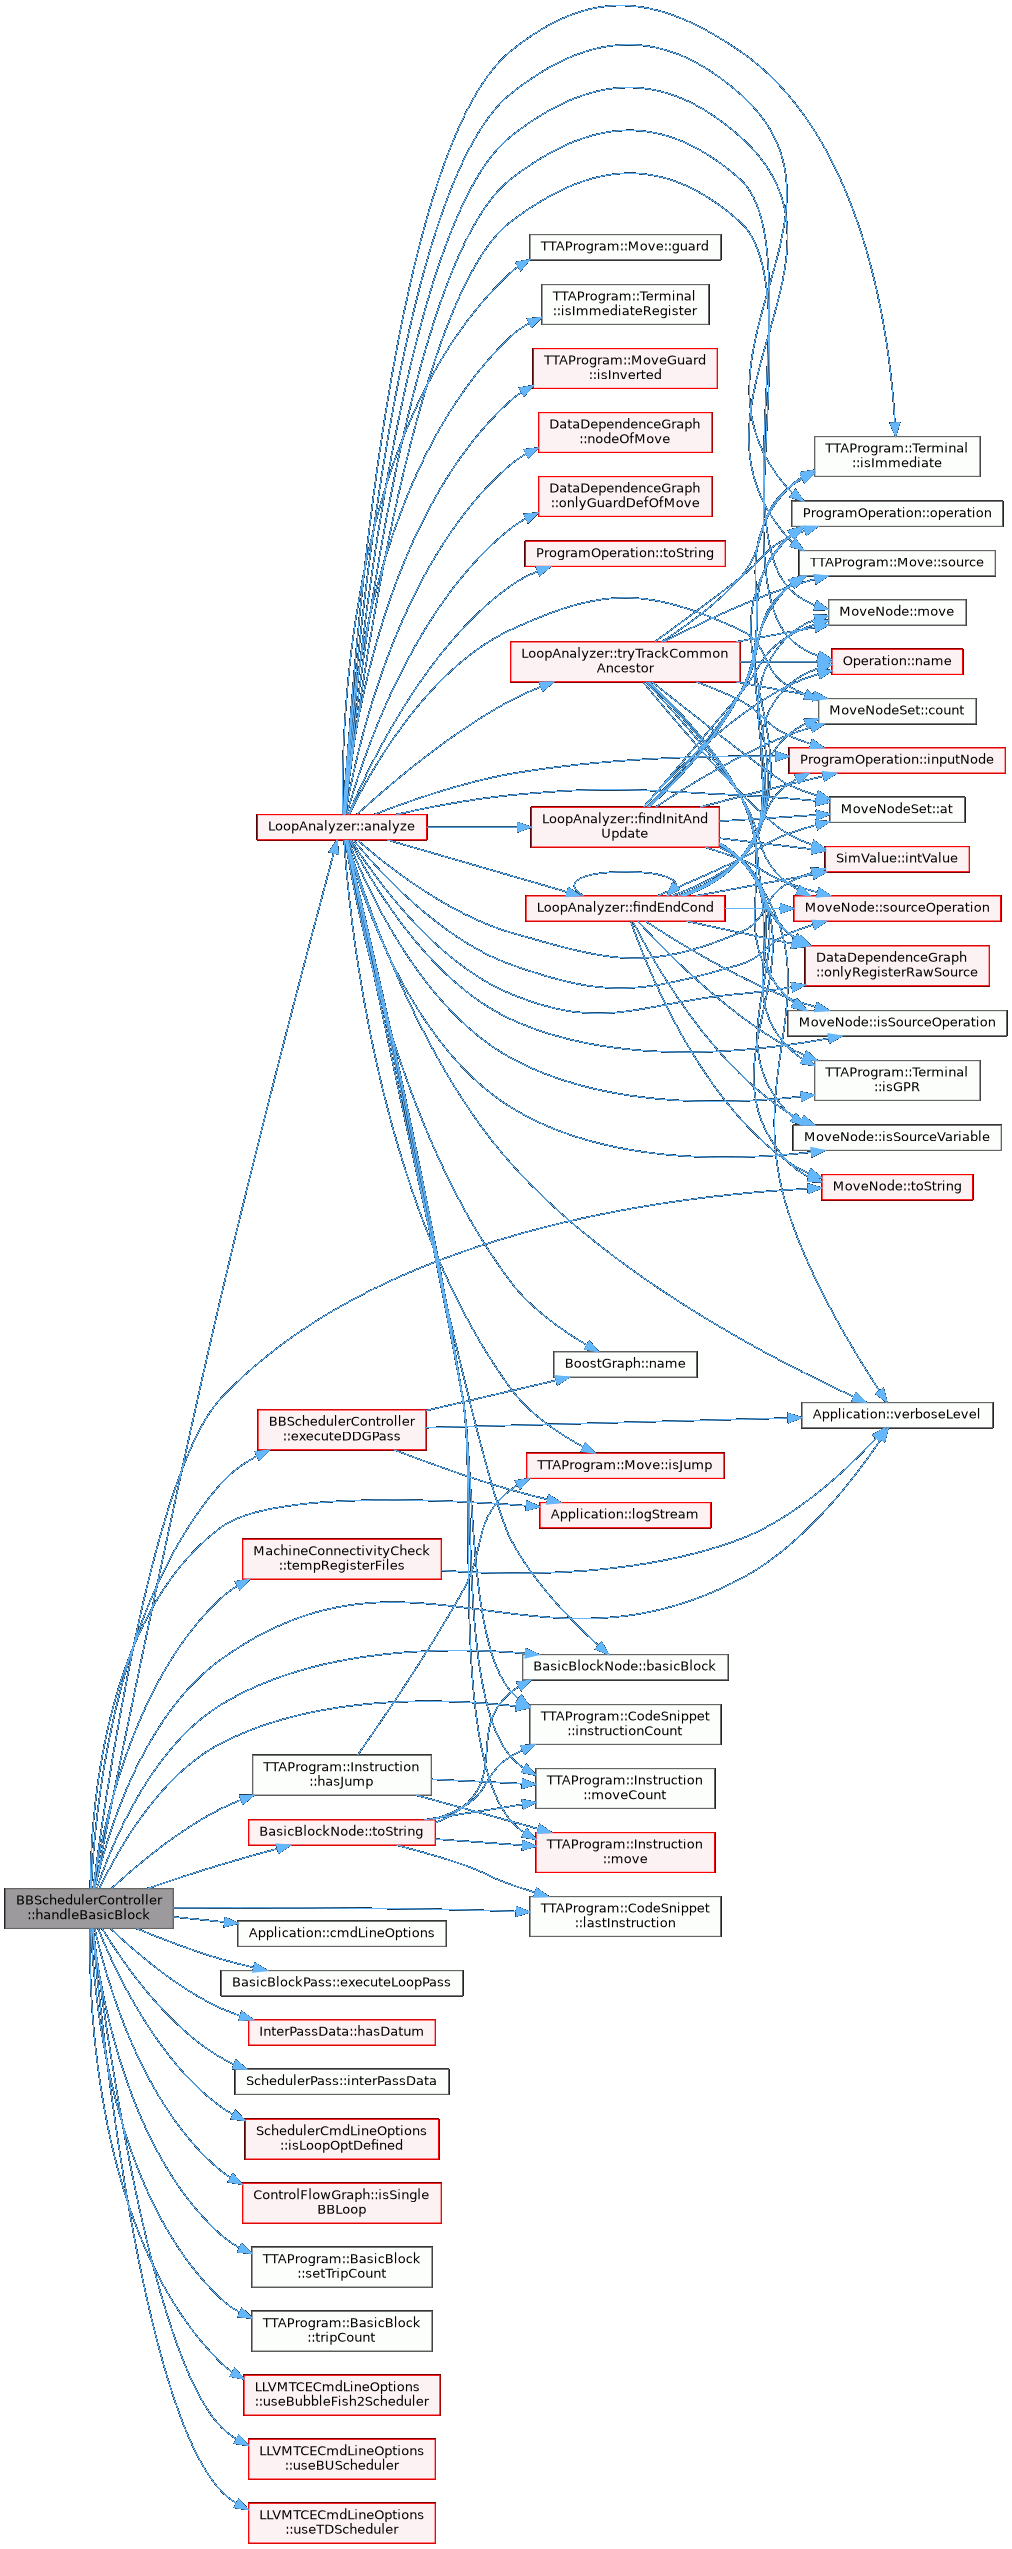 TTAProgram::Move::guard
TTAProgram::Terminal
::isImmediateRegister
TTAProgram::MoveGuard
::isInverted
DataDependenceGraph
::nodeOfMove
TTAProgram::Terminal
::isImmediate
DataDependenceGraph
::onlyGuardDefOfMove
ProgramOperation::operation
ProgramOperation::toString
TTAProgram::Move::source
MoveNode::move
LoopAnalyzer::tryTrackCommon
Ancestor
Operation::name
MoveNodeSet::count
ProgramOperation::inputNode
MoveNodeSet::at
LoopAnalyzer::analyze
LoopAnalyzer::findInitAnd
Update
SimValue::intValue
LoopAnalyzer::findEndCond
MoveNode::sourceOperation
DataDependenceGraph
::onlyRegisterRawSource
MoveNode::isSourceOperation
TTAProgram::Terminal
::isGPR
MoveNode::isSourceVariable
MoveNode::toString
BoostGraph::name
BBSchedulerController
::executeDDGPass
Application::verboseLevel
TTAProgram::Move::isJump
Application::logStream
MachineConnectivityCheck
::tempRegisterFiles
BasicBlockNode::basicBlock
TTAProgram::CodeSnippet
::instructionCount
TTAProgram::Instruction
::hasJump
TTAProgram::Instruction
::moveCount
BasicBlockNode::toString
TTAProgram::Instruction
::move
BBSchedulerController
::handleBasicBlock
TTAProgram::CodeSnippet
::lastInstruction
Application::cmdLineOptions
BasicBlockPass::executeLoopPass
InterPassData::hasDatum
SchedulerPass::interPassData
SchedulerCmdLineOptions
::isLoopOptDefined
ControlFlowGraph::isSingle
BBLoop
TTAProgram::BasicBlock
::setTripCount
TTAProgram::BasicBlock
::tripCount
LLVMTCECmdLineOptions
::useBubbleFish2Scheduler
LLVMTCECmdLineOptions
::useBUScheduler
LLVMTCECmdLineOptions
::useTDScheduler